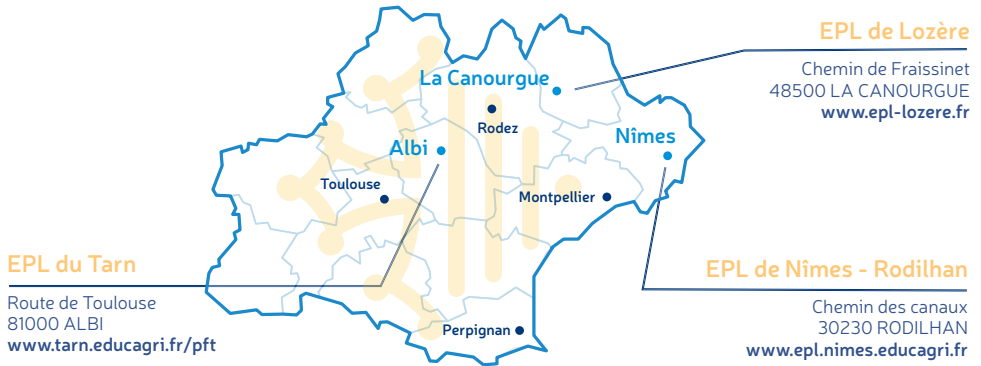 EPL de Lozère
Chemin de Fraissinet
48500 LA CANOURGUE
www.epl-lozere.fr
La Canourgue
Rodez
Nîmes
Albi
Toulouse
Montpellier
Perpignan
EPL du Tarn
Route de Toulouse
81000 ALBI
www.tarn.educagri.fr/pft
EPL de Nîmes - Rodilhan
Chemin des canaux
30230 RODILHAN
www.epl.nimes.educagri.fr